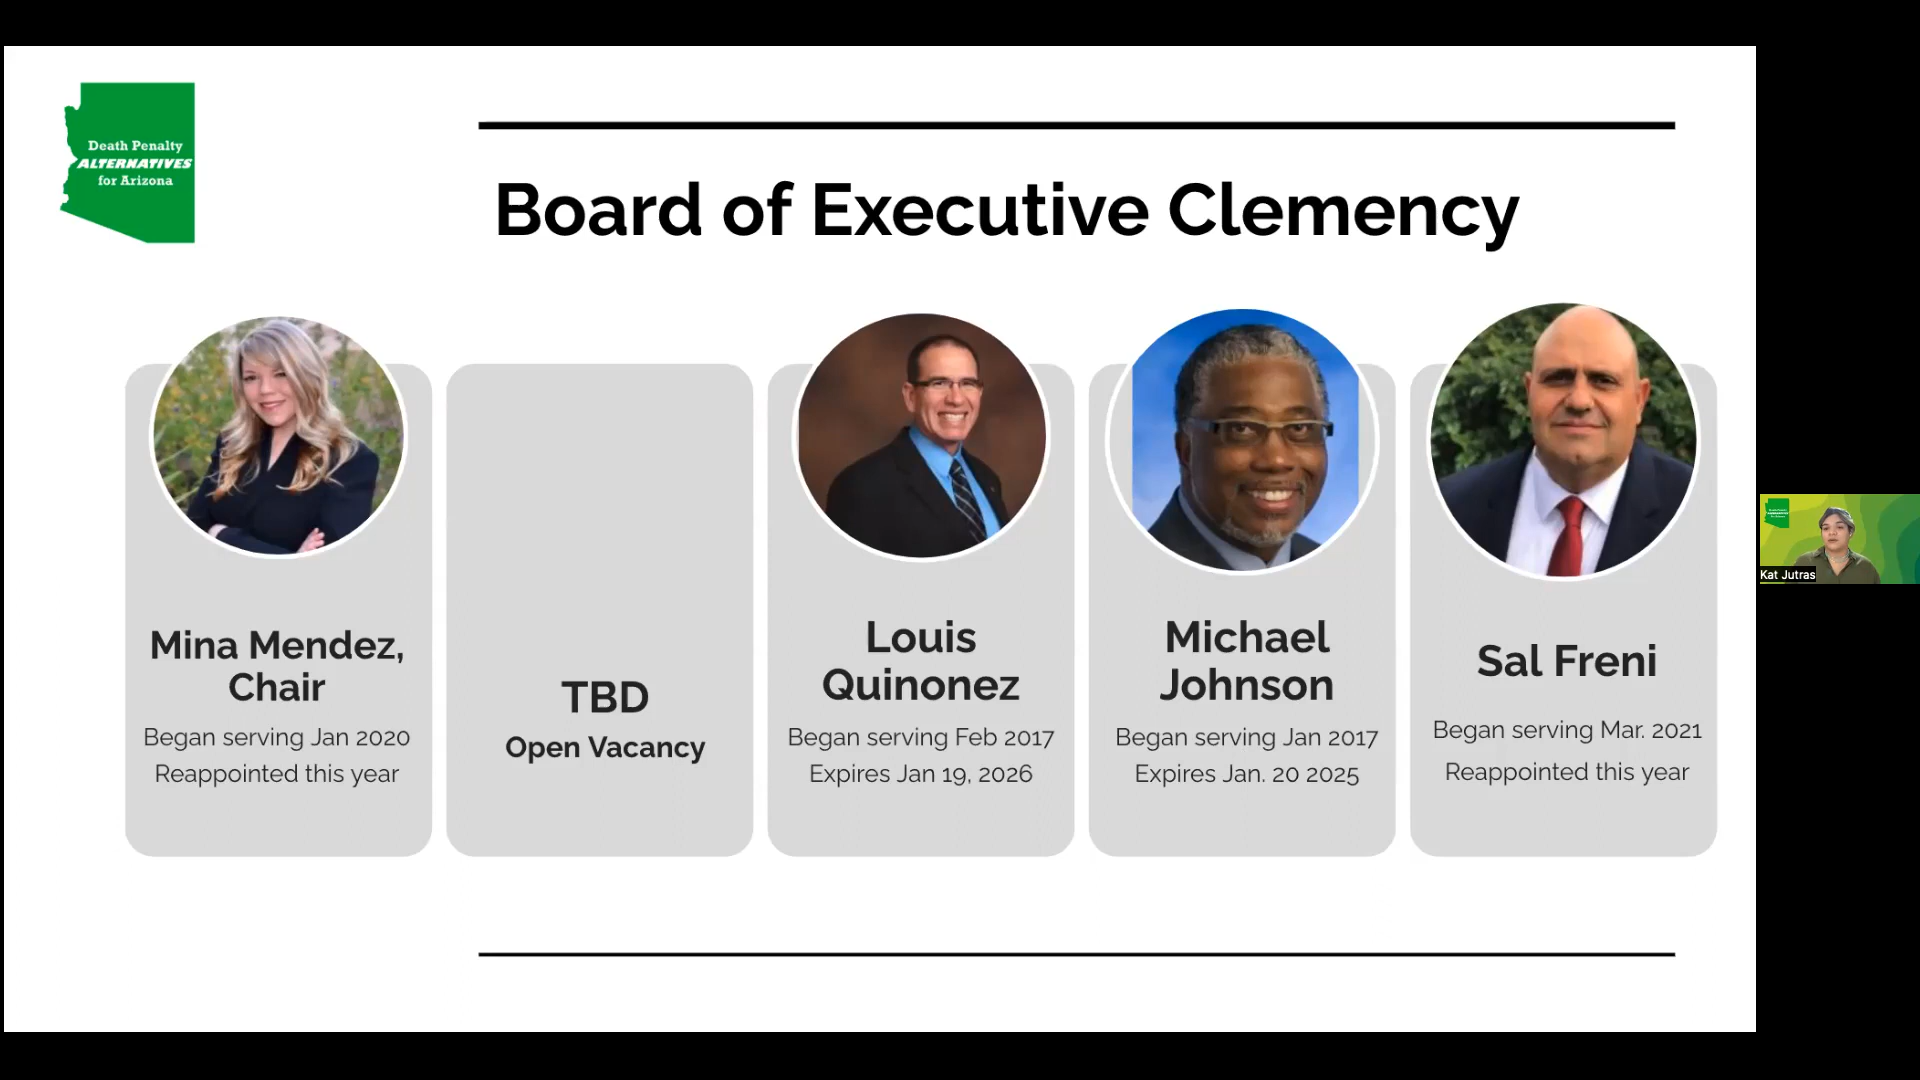 Death Penalty
ALTERNATIVES
for Arizona
Board of Executive Clemency
Mina Mendez,
Chair
Began serving Jan 2020
Reappointed this year
TBD
Open Vacancy
Louis
Quinonez
Began serving Feb 2017
Expires Jan 19, 2026
Michael
Johnson
Began serving Jan 2017
Expires Jan. 20 2025
Sal Freni
Began serving Mar. 2021
Reappointed this year
Kat Jutras